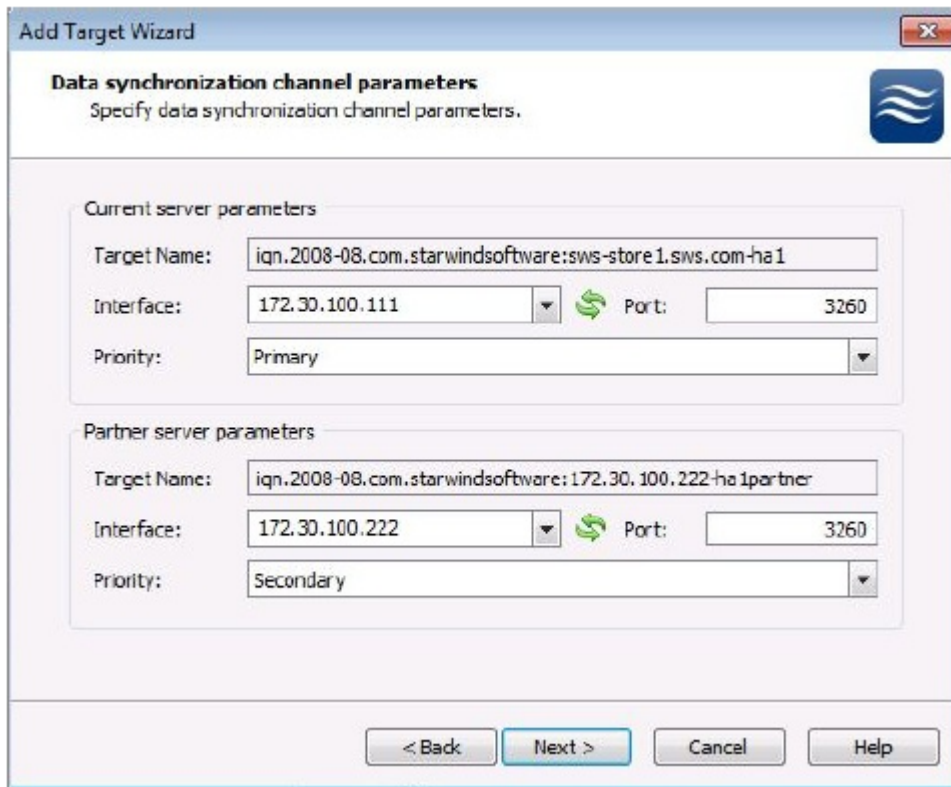 Add Target Wizard
Data synchronization channel parameters
Specify data synchronization channel parameters.
Current server parameters
Target Name: iqn.2008-08.com.starwindsoftware:sws-store1.sws.com-ha1
Interface: 172.30.100.111 Port: 3260
Priority: Primary
Partner server parameters
Target Name: iqn.2008-08.com.starwindsoftware:172.30.100.222-ha1partner
Interface: 172.30.100.222 Port: 3260
Priority: Secondary
< Back Next > Cancel Help